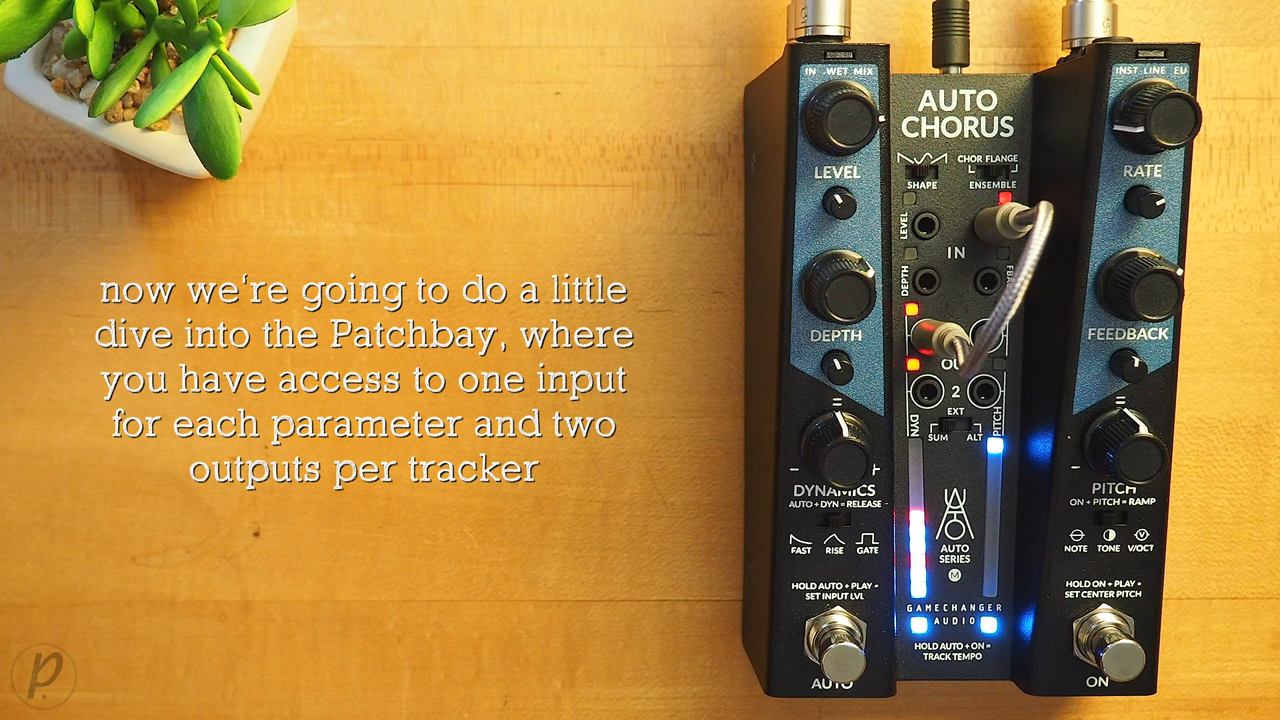 now we're going to do a little
dive into the Patchbay, where
you have access to one input
for each parameter and two
outputs per tracker
IN WET MIX
LEVEL
DEPTH
DYNAMICS
AUTO + DYN = RELEASE
FAST RISE GATE
HOLD AUTO + PLAY =
SET INPUT LVL
AUTO
AUTO
CHORUS
SHAPE
CHOR FLANGE
ENSEMBLE
LEVEL
IN
DEPTH
2
EXT
SUM ALT
DYN
PITCH
AUTO
SERIES
M
GAMECHANGER
AUDIO
HOLD AUTO + ON =
TRACK TEMPO
INST LINE EU
RATE
FEEDBACK
PITCH
ON + PITCH = RAMP
NOTE TONE V/OCT
HOLD ON + PLAY =
SET CENTER PITCH
ON
p.